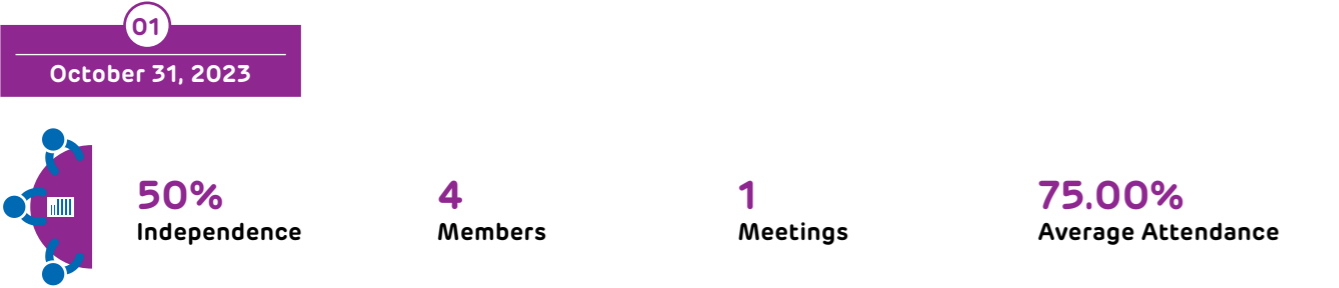 01
October 31, 2023
50%
Independence
4
Members
1
Meetings
75.00%
Average Attendance